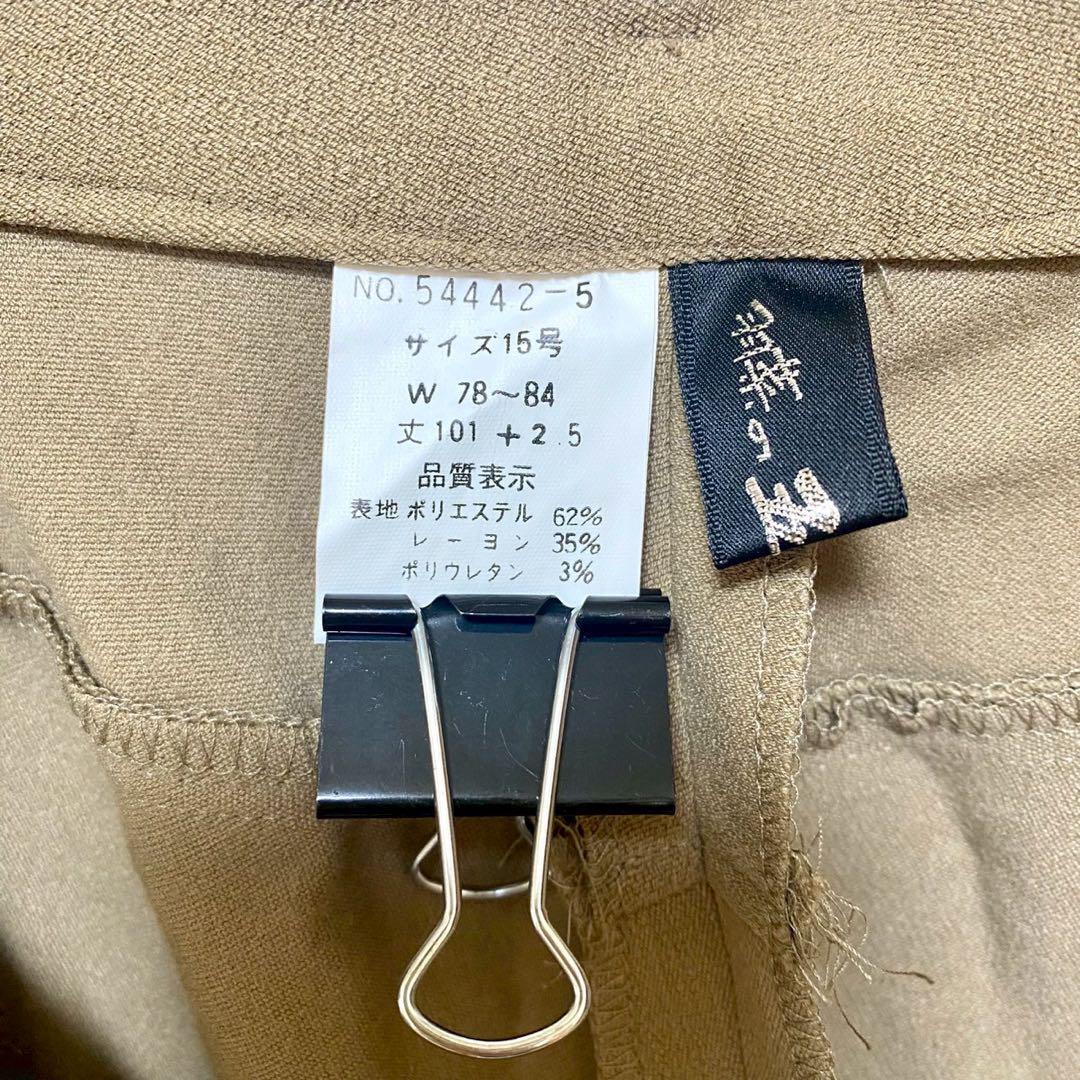 NO. 54442-5
サイズ15号
W 78～84
丈101 +2.5
品質表示
表地 ポリエステル 62%
レーヨン 35%
ポリウレタン 3%